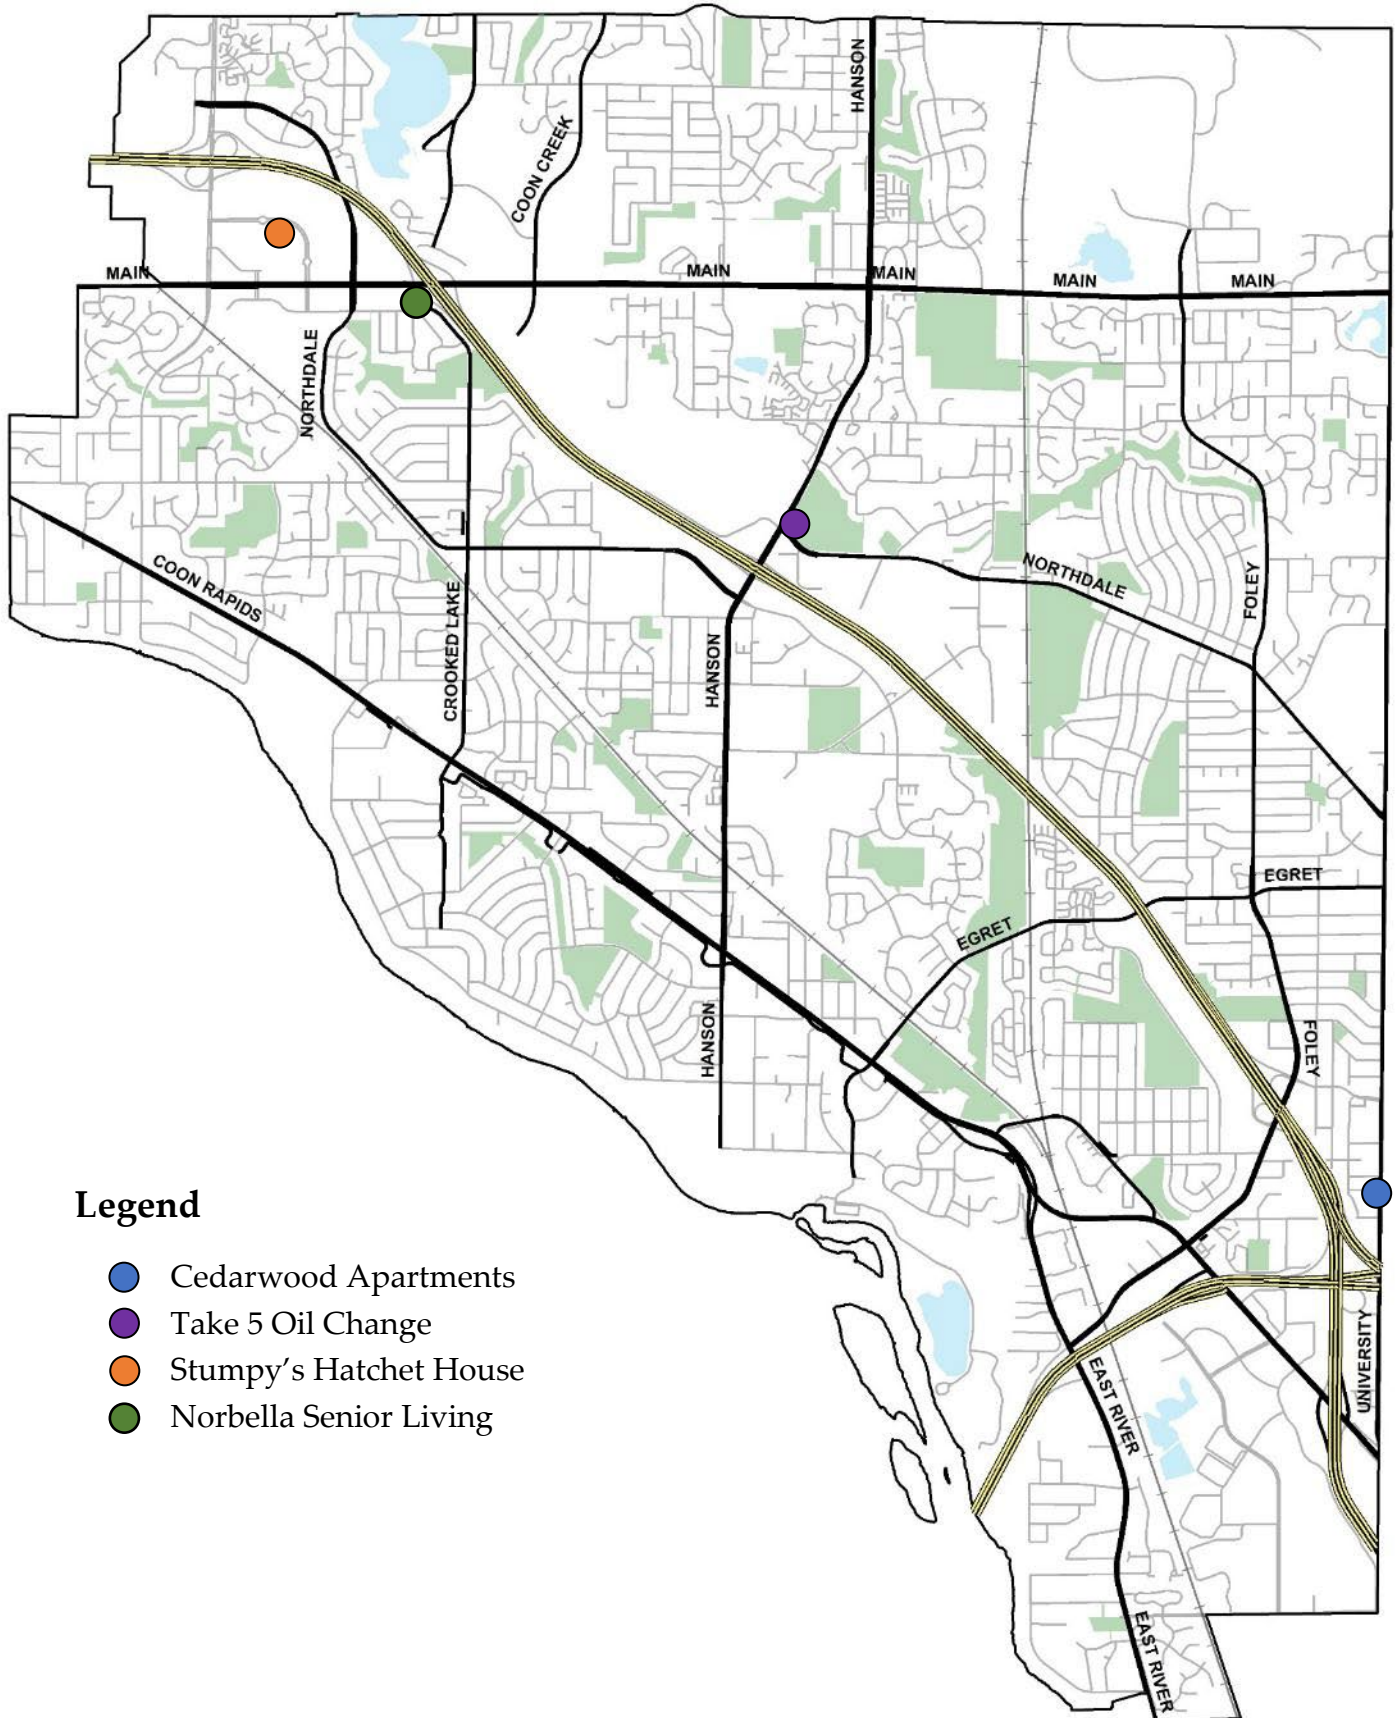 HANSON
COON CREEK
MAIN
MAIN
MAIN
MAIN
MAIN
NORTHDALE
COON RAPIDS
CROOKED LAKE
HANSON
NORTHDALE
FOLEY
EGRET
EGRET
HANSON
FOLEY
UNIVERSITY
EAST RIVER
EAST RIVER
Legend
Cedarwood Apartments
Take 5 Oil Change
Stumpy’s Hatchet House
Norbella Senior Living